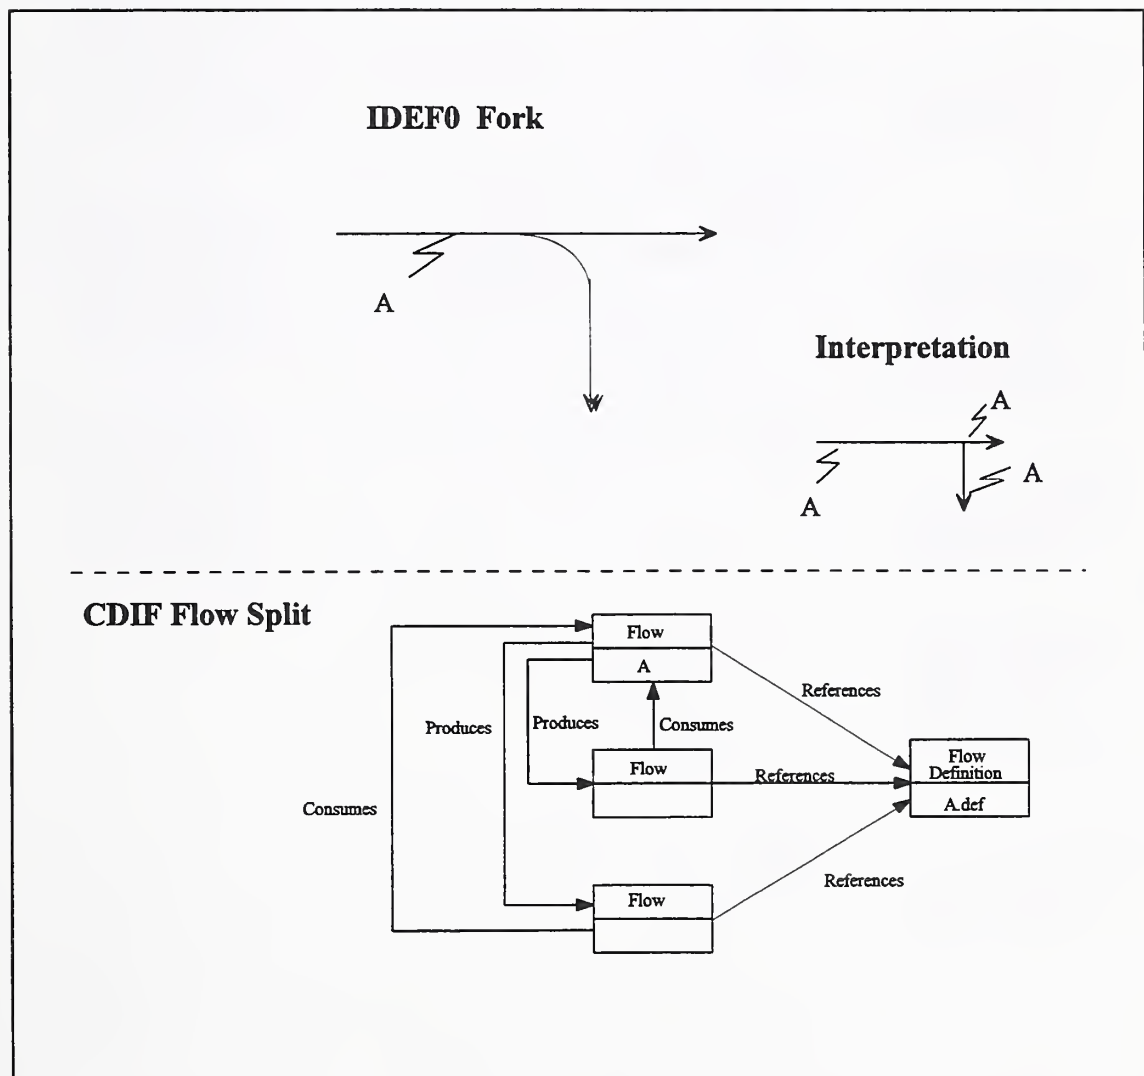 IDEF0 Fork
A
Interpretation
A
A
A
CDIF Flow Split
Flow
A
References
Produces
Produces
Consumes
Flow
References
Flow
Definition
A.def
Consumes
References
Flow